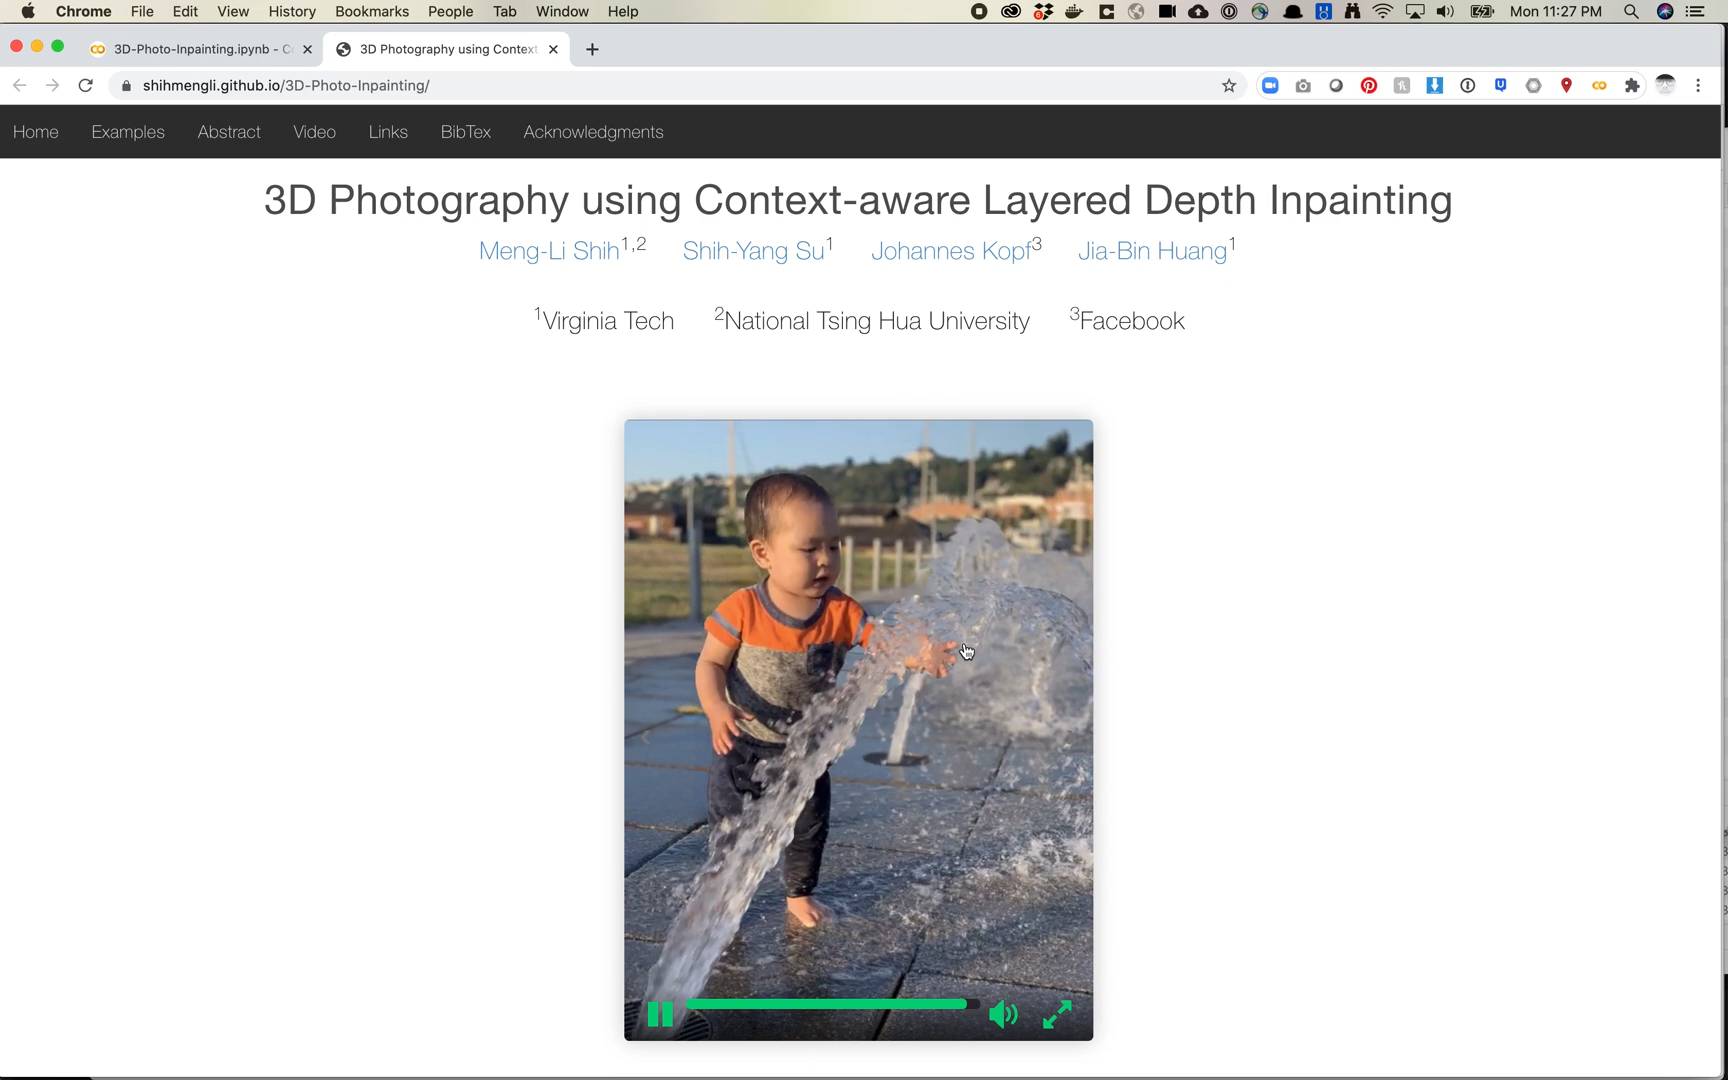 Chrome File Edit View History Bookmarks People Tab Window Help Mon 11:27 PM
3D-Photo-Inpainting.ipynb - C 3D Photography using Context
shihmengli.github.io/3D-Photo-Inpainting/
Home Examples Abstract Video Links BibTex Acknowledgments
3D Photography using Context-aware Layered Depth Inpainting
Meng-Li Shih1,2 Shih-Yang Su1 Johannes Kopf3 Jia-Bin Huang1
1Virginia Tech 2National Tsing Hua University 3Facebook